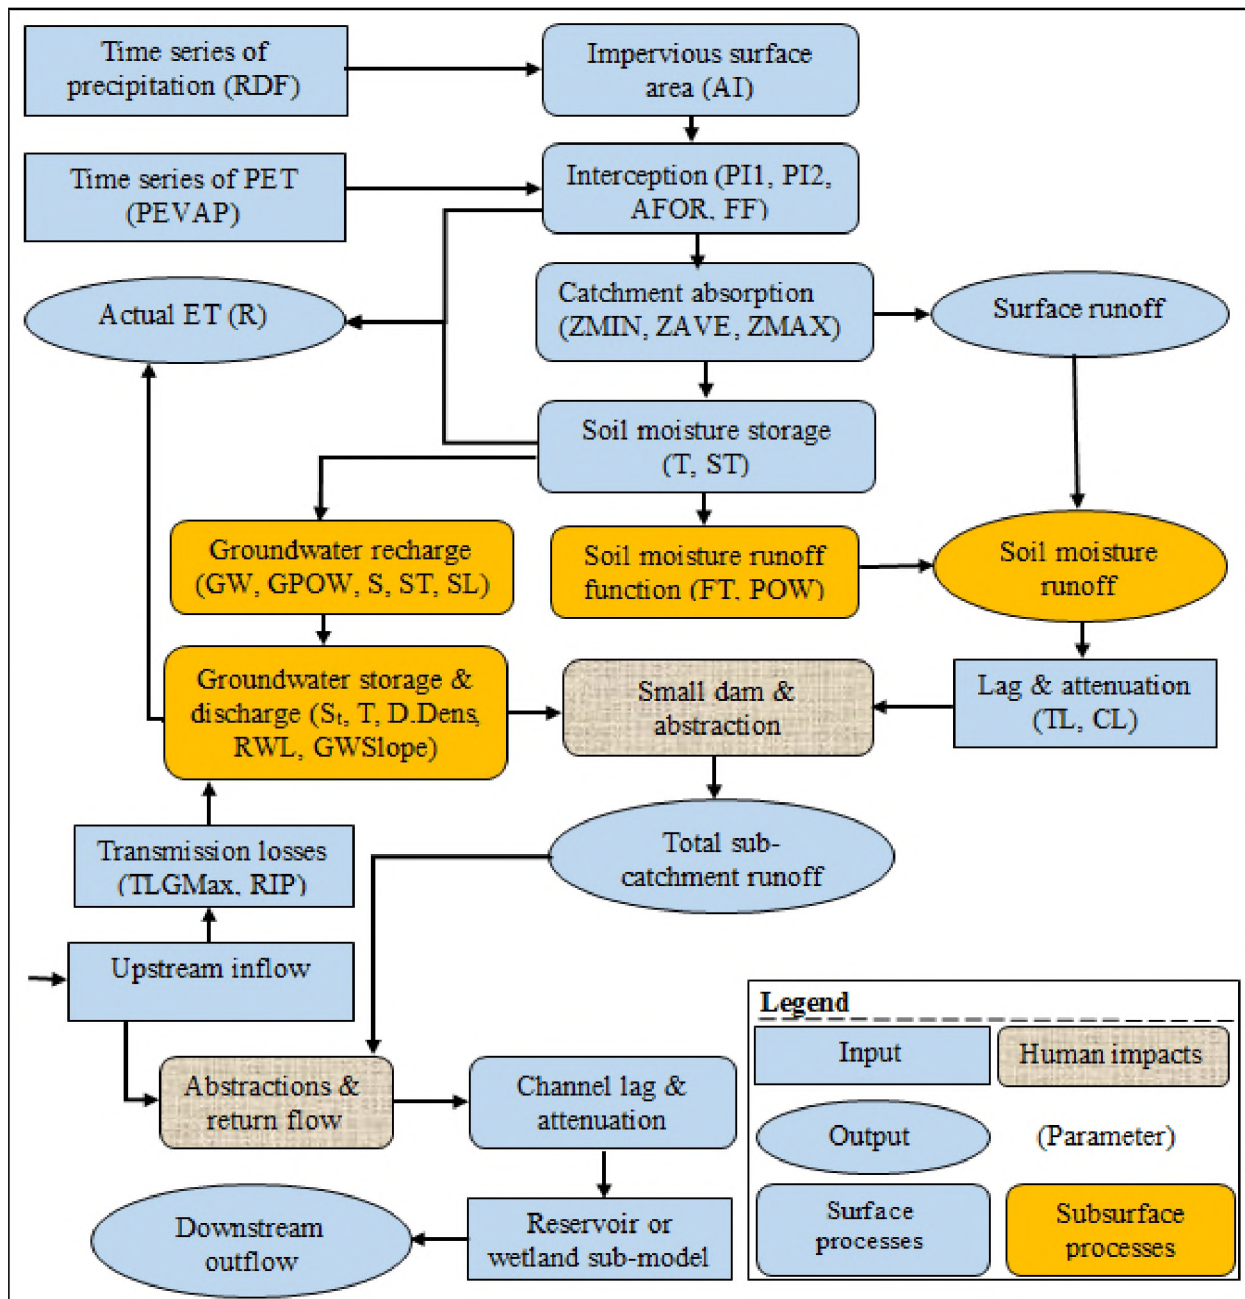 Time series of
precipitation (RDF)
Impervious surface
area (AI)
Time series of PET
(PEVAP)
Interception (PI1, PI2,
AFOR, FF)
Actual ET (R)
Catchment absorption
(ZMIN, ZAVE, ZMAX)
Surface runoff
Soil moisture storage
(T, ST)
Groundwater recharge
(GW, GPOW, S, ST, SL)
Soil moisture runoff
function (FT, POW)
Soil moisture
runoff
Groundwater storage &
discharge (St, T, D.Dens,
RWL, GWSlope)
Small dam &
abstraction
Lag & attenuation
(TL, CL)
Transmission losses
(TLGMax, RIP)
Total sub-
catchment runoff
Upstream inflow
Abstractions &
return flow
Channel lag &
attenuation
Downstream
outflow
Reservoir or
wetland sub-model
Legend
Input
Human impacts
Output
(Parameter)
Surface
processes
Subsurface
processes